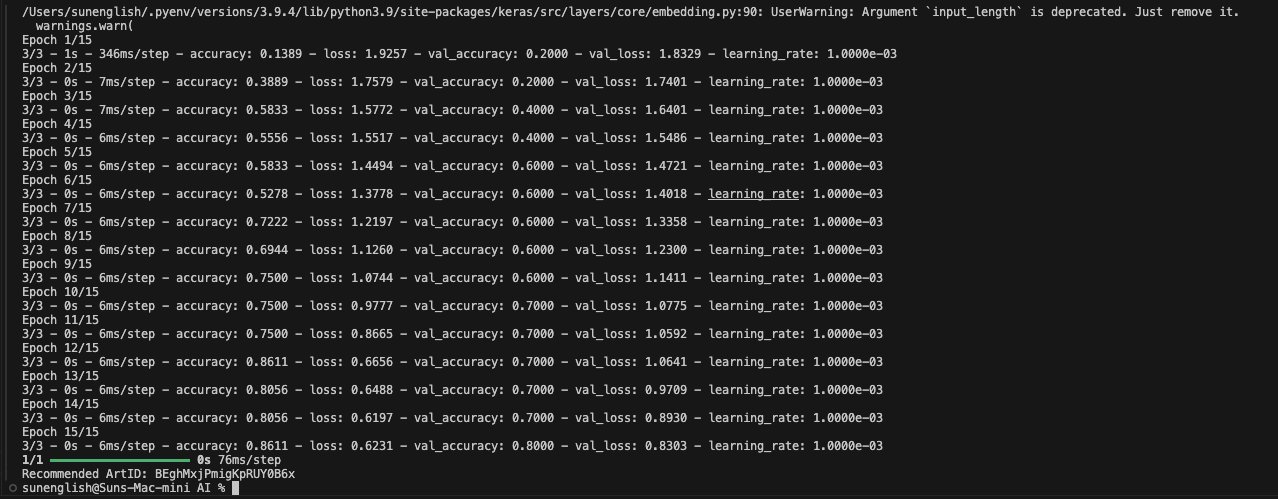 /Users/sunenglish/.pyenv/versions/3.9.4/lib/python3.9/site-packages/keras/src/layers/core/embedding.py:90: UserWarning: Argument `input_length` is deprecated. Just remove it.
  warnings.warn(
Epoch 1/15
3/3 - 1s - 346ms/step - accuracy: 0.1389 - loss: 1.9257 - val_accuracy: 0.2000 - val_loss: 1.8329 - learning_rate: 1.0000e-03
Epoch 2/15
3/3 - 0s - 7ms/step - accuracy: 0.3889 - loss: 1.7579 - val_accuracy: 0.2000 - val_loss: 1.7401 - learning_rate: 1.0000e-03
Epoch 3/15
3/3 - 0s - 7ms/step - accuracy: 0.5833 - loss: 1.5772 - val_accuracy: 0.4000 - val_loss: 1.6401 - learning_rate: 1.0000e-03
Epoch 4/15
3/3 - 0s - 6ms/step - accuracy: 0.5556 - loss: 1.5517 - val_accuracy: 0.4000 - val_loss: 1.5486 - learning_rate: 1.0000e-03
Epoch 5/15
3/3 - 0s - 6ms/step - accuracy: 0.5833 - loss: 1.4494 - val_accuracy: 0.6000 - val_loss: 1.4721 - learning_rate: 1.0000e-03
Epoch 6/15
3/3 - 0s - 6ms/step - accuracy: 0.5278 - loss: 1.3778 - val_accuracy: 0.6000 - val_loss: 1.4018 - learning_rate: 1.0000e-03
Epoch 7/15
3/3 - 0s - 6ms/step - accuracy: 0.7222 - loss: 1.2197 - val_accuracy: 0.6000 - val_loss: 1.3358 - learning_rate: 1.0000e-03
Epoch 8/15
3/3 - 0s - 6ms/step - accuracy: 0.6944 - loss: 1.1260 - val_accuracy: 0.6000 - val_loss: 1.2300 - learning_rate: 1.0000e-03
Epoch 9/15
3/3 - 0s - 6ms/step - accuracy: 0.7500 - loss: 1.0744 - val_accuracy: 0.6000 - val_loss: 1.1411 - learning_rate: 1.0000e-03
Epoch 10/15
3/3 - 0s - 6ms/step - accuracy: 0.7500 - loss: 0.9777 - val_accuracy: 0.7000 - val_loss: 1.0775 - learning_rate: 1.0000e-03
Epoch 11/15
3/3 - 0s - 6ms/step - accuracy: 0.7500 - loss: 0.8665 - val_accuracy: 0.7000 - val_loss: 1.0592 - learning_rate: 1.0000e-03
Epoch 12/15
3/3 - 0s - 6ms/step - accuracy: 0.8611 - loss: 0.6656 - val_accuracy: 0.7000 - val_loss: 1.0641 - learning_rate: 1.0000e-03
Epoch 13/15
3/3 - 0s - 6ms/step - accuracy: 0.8056 - loss: 0.6488 - val_accuracy: 0.7000 - val_loss: 0.9709 - learning_rate: 1.0000e-03
Epoch 14/15
3/3 - 0s - 6ms/step - accuracy: 0.8056 - loss: 0.6197 - val_accuracy: 0.7000 - val_loss: 0.8930 - learning_rate: 1.0000e-03
Epoch 15/15
3/3 - 0s - 6ms/step - accuracy: 0.8611 - loss: 0.6231 - val_accuracy: 0.8000 - val_loss: 0.8303 - learning_rate: 1.0000e-03
1/1 ━━━━━━━━━━━━━━━━━━━━ 0s 76ms/step
Recommended ArtID: BEghMxjPmigKpRUY0B6x
sunenglish@Suns-Mac-mini AI %